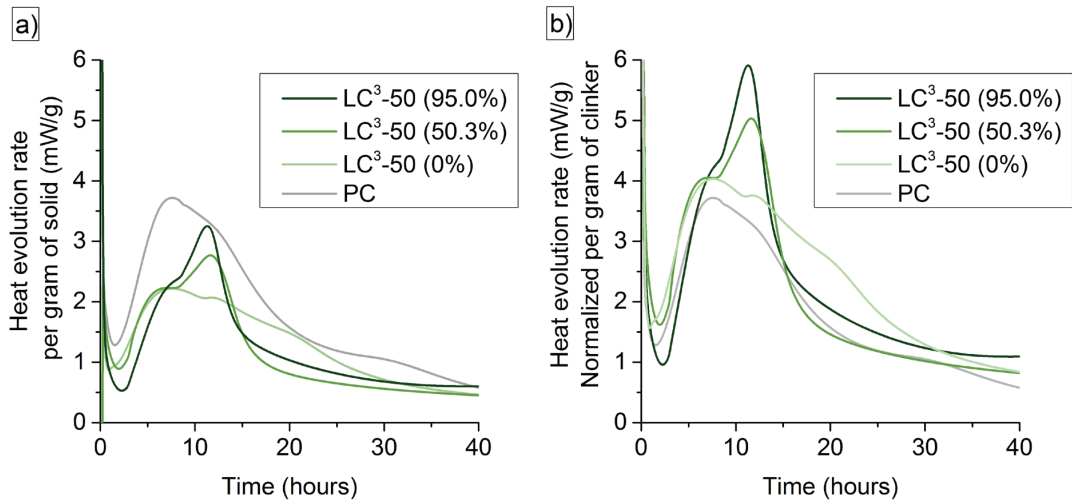 a)
6
5
4
3
2
1
0
Heat evolution rate
per gram of solid (mW/g)
LC³-50 (95.0%)
LC³-50 (50.3%)
LC³-50 (0%)
PC
0 10 20 30 40
Time (hours)
b)
6
5
4
3
2
1
0
Heat evolution rate (mW/g)
Normalized per gram of clinker
LC³-50 (95.0%)
LC³-50 (50.3%)
LC³-50 (0%)
PC
0 10 20 30 40
Time (hours)